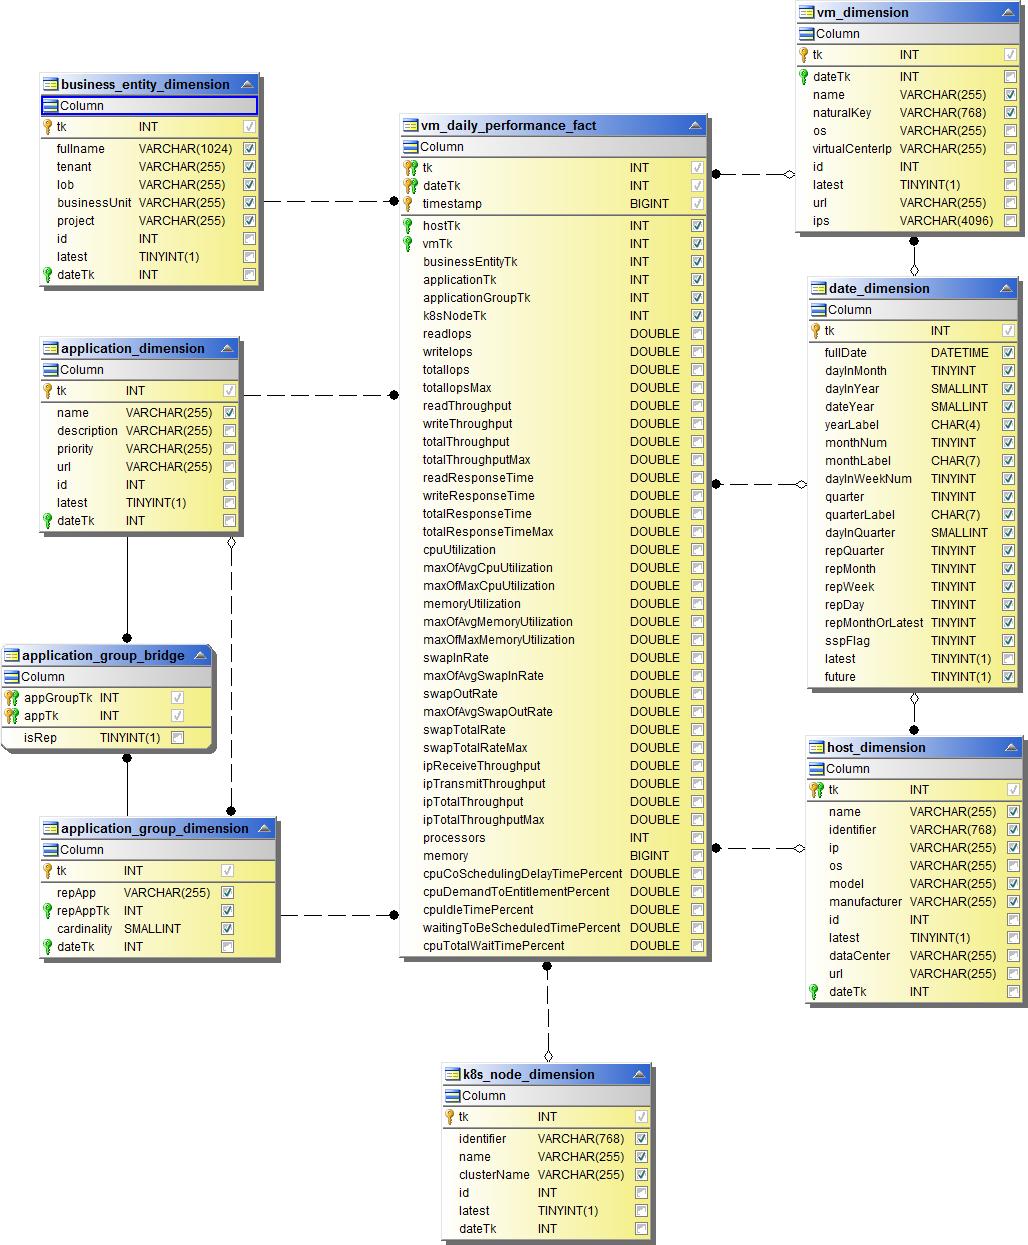 vm_dimension
Column
tk INT
dateTk INT
name VARCHAR(255)
naturalKey VARCHAR(768)
os VARCHAR(255)
virtualCenterIp VARCHAR(255)
id INT
latest TINYINT(1)
url VARCHAR(255)
ips VARCHAR(4096)
business_entity_dimension
Column
tk INT
fullname VARCHAR(1024)
tenant VARCHAR(255)
lob VARCHAR(255)
businessUnit VARCHAR(255)
project VARCHAR(255)
id INT
latest TINYINT(1)
dateTk INT
vm_daily_performance_fact
Column
tk INT
dateTk INT
timestamp BIGINT
hostTk INT
vmTk INT
businessEntityTk INT
applicationTk INT
applicationGroupTk INT
k8sNodeTk INT
readIops DOUBLE
writeIops DOUBLE
totalIops DOUBLE
totalIopsMax DOUBLE
readThroughput DOUBLE
writeThroughput DOUBLE
totalThroughput DOUBLE
totalThroughputMax DOUBLE
readResponseTime DOUBLE
writeResponseTime DOUBLE
totalResponseTime DOUBLE
totalResponseTimeMax DOUBLE
cpuUtilization DOUBLE
maxOfAvgCpuUtilization DOUBLE
maxOfMaxCpuUtilization DOUBLE
memoryUtilization DOUBLE
maxOfAvgMemoryUtilization DOUBLE
maxOfMaxMemoryUtilization DOUBLE
swapInRate DOUBLE
maxOfAvgSwapInRate DOUBLE
swapOutRate DOUBLE
maxOfAvgSwapOutRate DOUBLE
swapTotalRate DOUBLE
swapTotalRateMax DOUBLE
ipReceiveThroughput DOUBLE
ipTransmitThroughput DOUBLE
ipTotalThroughput DOUBLE
ipTotalThroughputMax DOUBLE
processors INT
memory BIGINT
cpuCoSchedulingDelayTimePercent DOUBLE
cpuDemandToEntitlementPercent DOUBLE
cpuIdleTimePercent DOUBLE
waitingToBeScheduledTimePercent DOUBLE
cpuTotalWaitTimePercent DOUBLE
date_dimension
Column
tk INT
fullDate DATETIME
dayInMonth TINYINT
dayInYear SMALLINT
dateYear SMALLINT
yearLabel CHAR(4)
monthNum TINYINT
monthLabel CHAR(7)
dayInWeekNum TINYINT
quarter TINYINT
quarterLabel CHAR(7)
dayInQuarter SMALLINT
repQuarter TINYINT
repMonth TINYINT
repWeek TINYINT
repDay TINYINT
repMonthOrLatest TINYINT
sspFlag TINYINT
latest TINYINT(1)
future TINYINT(1)
application_dimension
Column
tk INT
name VARCHAR(255)
description VARCHAR(255)
priority VARCHAR(255)
url VARCHAR(255)
id INT
latest TINYINT(1)
dateTk INT
application_group_bridge
Column
appGroupTk INT
appTk INT
isRep TINYINT(1)
host_dimension
Column
tk INT
name VARCHAR(255)
identifier VARCHAR(768)
ip VARCHAR(255)
os VARCHAR(255)
model VARCHAR(255)
manufacturer VARCHAR(255)
id INT
latest TINYINT(1)
dataCenter VARCHAR(255)
url VARCHAR(255)
dateTk INT
application_group_dimension
Column
tk INT
repApp VARCHAR(255)
repAppTk INT
cardinality SMALLINT
dateTk INT
k8s_node_dimension
Column
tk INT
identifier VARCHAR(768)
name VARCHAR(255)
clusterName VARCHAR(255)
id INT
latest TINYINT(1)
dateTk INT